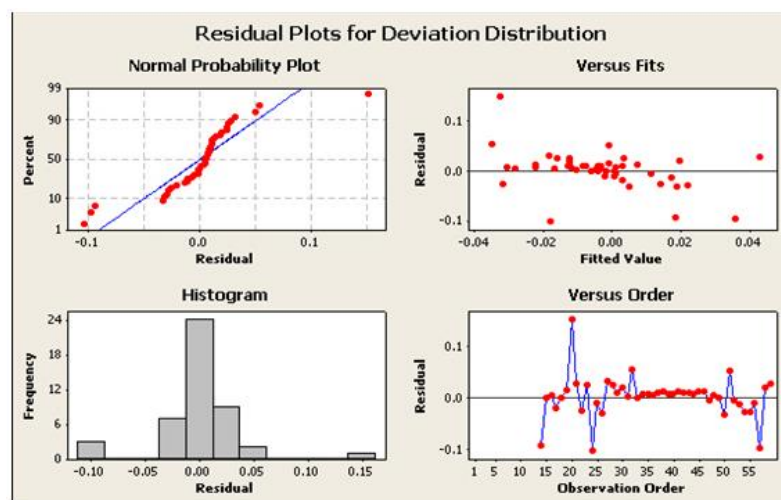 Residual Plots for Deviation Distribution
Normal Probability Plot
99
90
50
10
1
Percent
-0.1 0.0 0.1
Residual
Versus Fits
0.1
0.0
-0.1
Residual
-0.04 -0.02 0.00 0.02 0.04
Fitted Value
Histogram
24
18
12
6
0
Frequency
-0.10 -0.05 0.00 0.05 0.10 0.15
Residual
Versus Order
0.1
0.0
-0.1
Residual
1 5 10 15 20 25 30 35 40 45 50 55
Observation Order